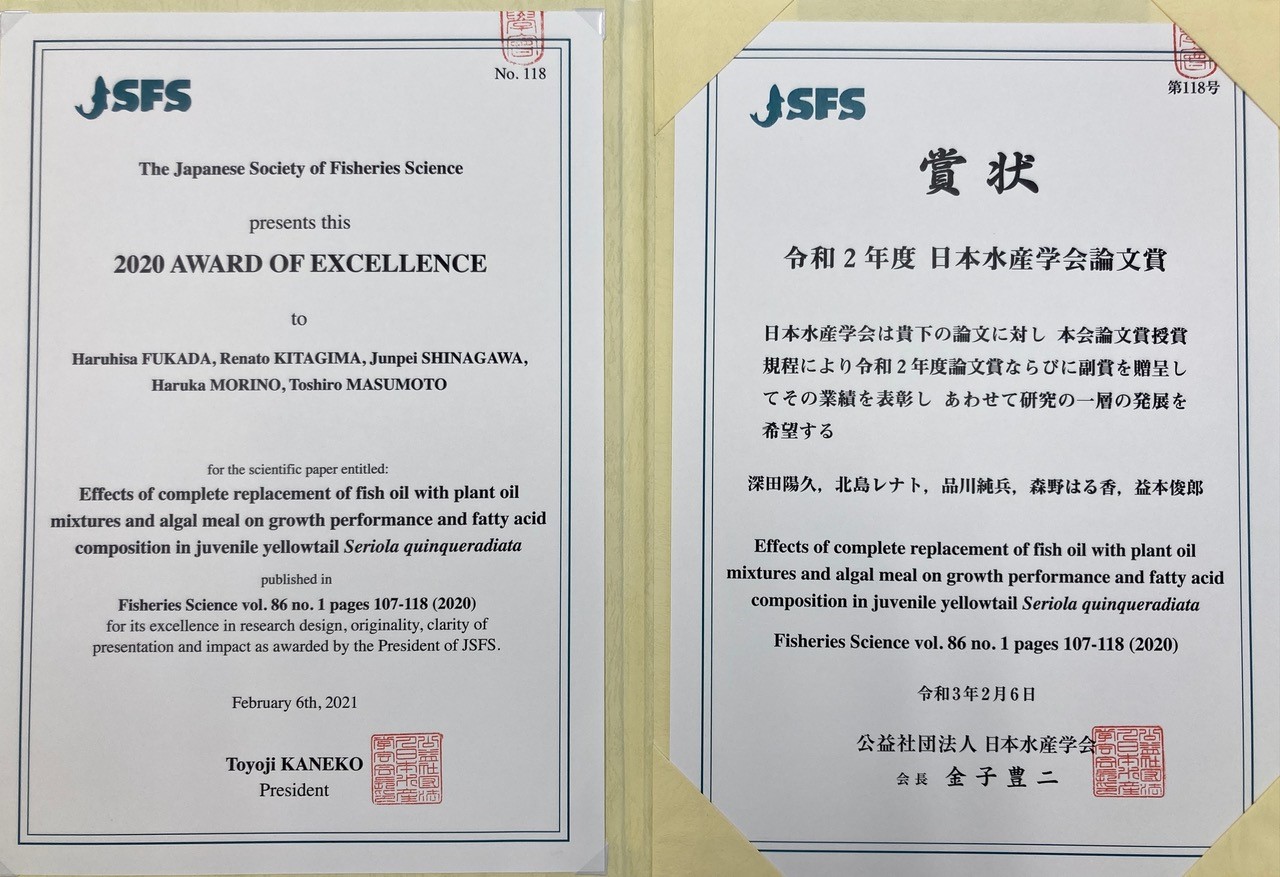 學會
No. 118
JSFS
The Japanese Society of Fisheries Science
presents this
2020 AWARD OF EXCELLENCE
to
Haruhisa FUKADA, Renato KITAGIMA, Junpei SHINAGAWA,
Haruka MORINO, Toshiro MASUMOTO
for the scientific paper entitled:
Effects of complete replacement of fish oil with plant oil
mixtures and algal meal on growth performance and fatty acid
composition in juvenile yellowtail Seriola quinqueradiata
published in
Fisheries Science vol. 86 no. 1 pages 107-118 (2020)
for its excellence in research design, originality, clarity of
presentation and impact as awarded by the President of JSFS.
February 6th, 2021
Toyoji KANEKO
President
學會
第118号
JSFS
賞状
令和2年度 日本水産学会論文賞
日本水産学会は貴下の論文に対し 本会論文賞授賞
規程により令和2年度論文賞ならびに副賞を贈呈し
てその業績を表彰し あわせて研究の一層の発展を
希望する
深田陽久，北島レナト，品川純兵，森野はる香，益本俊郎
Effects of complete replacement of fish oil with plant oil
mixtures and algal meal on growth performance and fatty acid
composition in juvenile yellowtail Seriola quinqueradiata
Fisheries Science vol. 86 no. 1 pages 107-118 (2020)
令和3年2月6日
公益社団法人 日本水産学会
会長 金子豊二